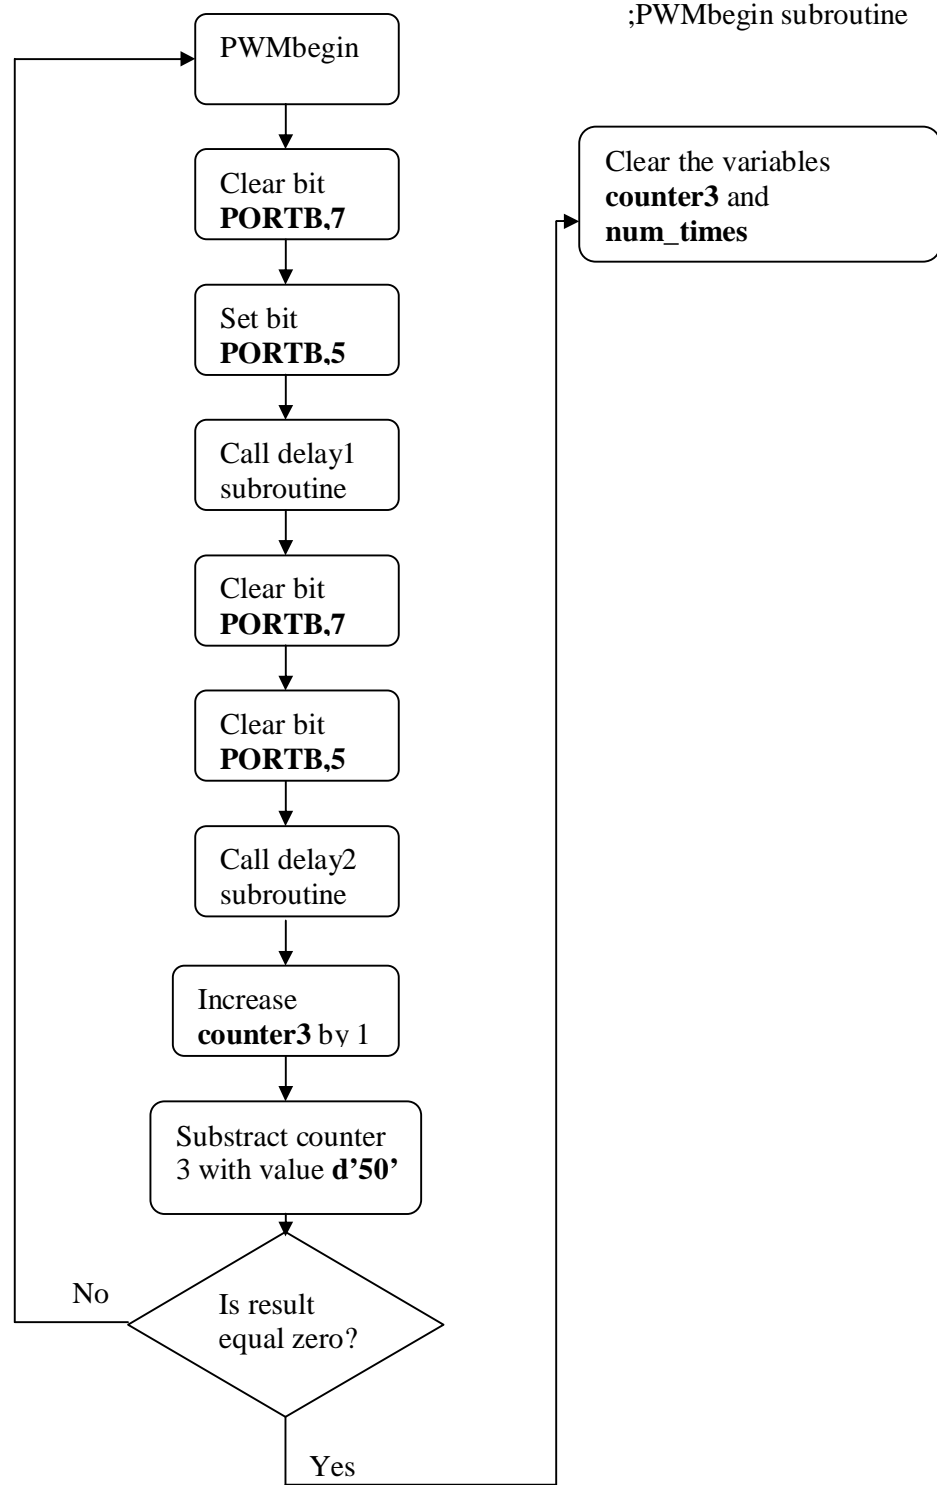 ;PWMbegin subroutine
PWMbegin
Clear bit
PORTB,7
Set bit
PORTB,5
Call delay1
subroutine
Clear bit
PORTB,7
Clear bit
PORTB,5
Call delay2
subroutine
Increase
counter3 by 1
Substract counter
3 with value d’50’
Is result
equal zero?
No
Yes
Clear the variables
counter3 and
num_times